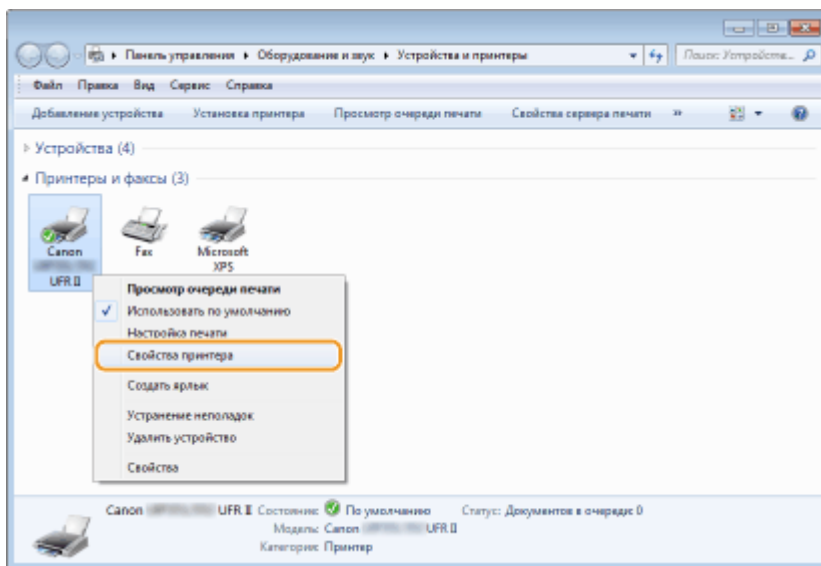 Панель управления ▸ Оборудование и звук ▸ Устройства и принтеры
Поиск: Устройства...
Файл Правка Вид Сервис Справка
Добавление устройства Установка принтера Просмотр очереди печати Свойства сервера печати »
Устройства (4)
Принтеры и факсы (3)
Canon
UFR II
Fax
Microsoft
XPS
Просмотр очереди печати
Использовать по умолчанию
Настройка печати
Свойства принтера
Создать ярлык
Устранение неполадок
Удалить устройство
Свойства
Canon UFR II Состояние: По умолчанию Статус: Документов в очереди: 0
Модель: Canon UFR II
Категория: Принтер